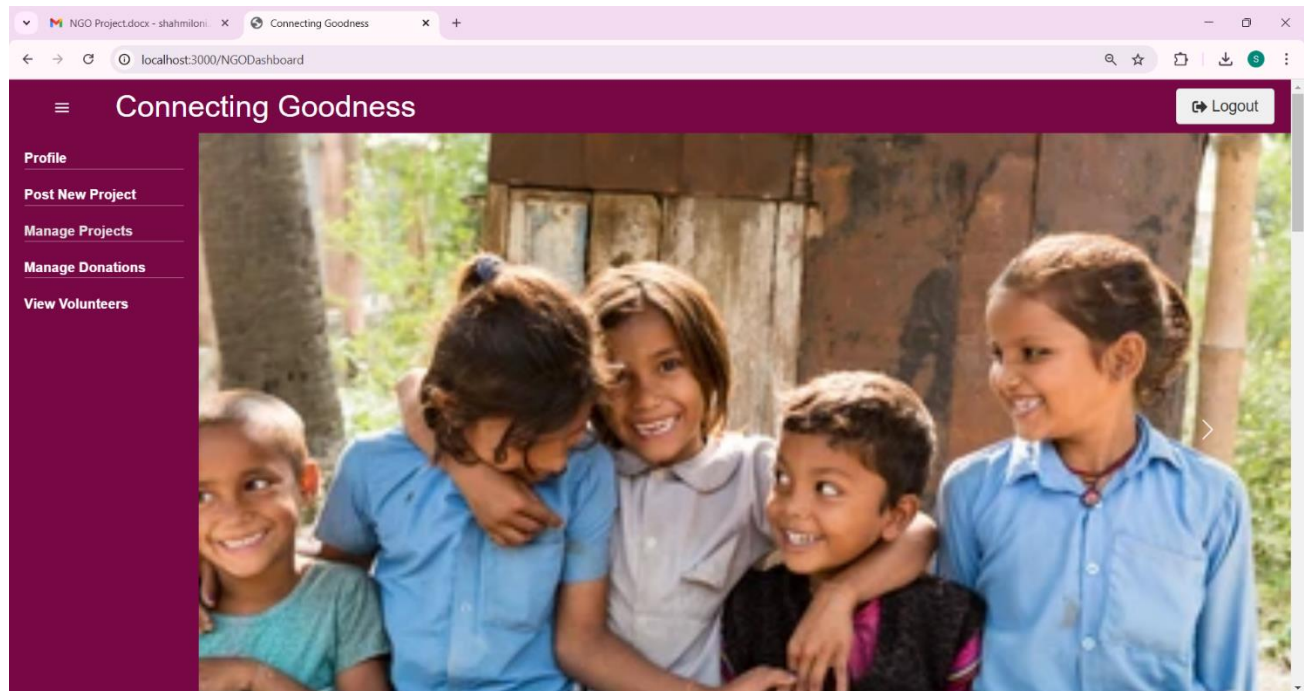 NGO Project.docx - shahmiloni
Connecting Goodness
localhost:3000/NGODashboard
S
Connecting Goodness
Logout
Profile
Post New Project
Manage Projects
Manage Donations
View Volunteers